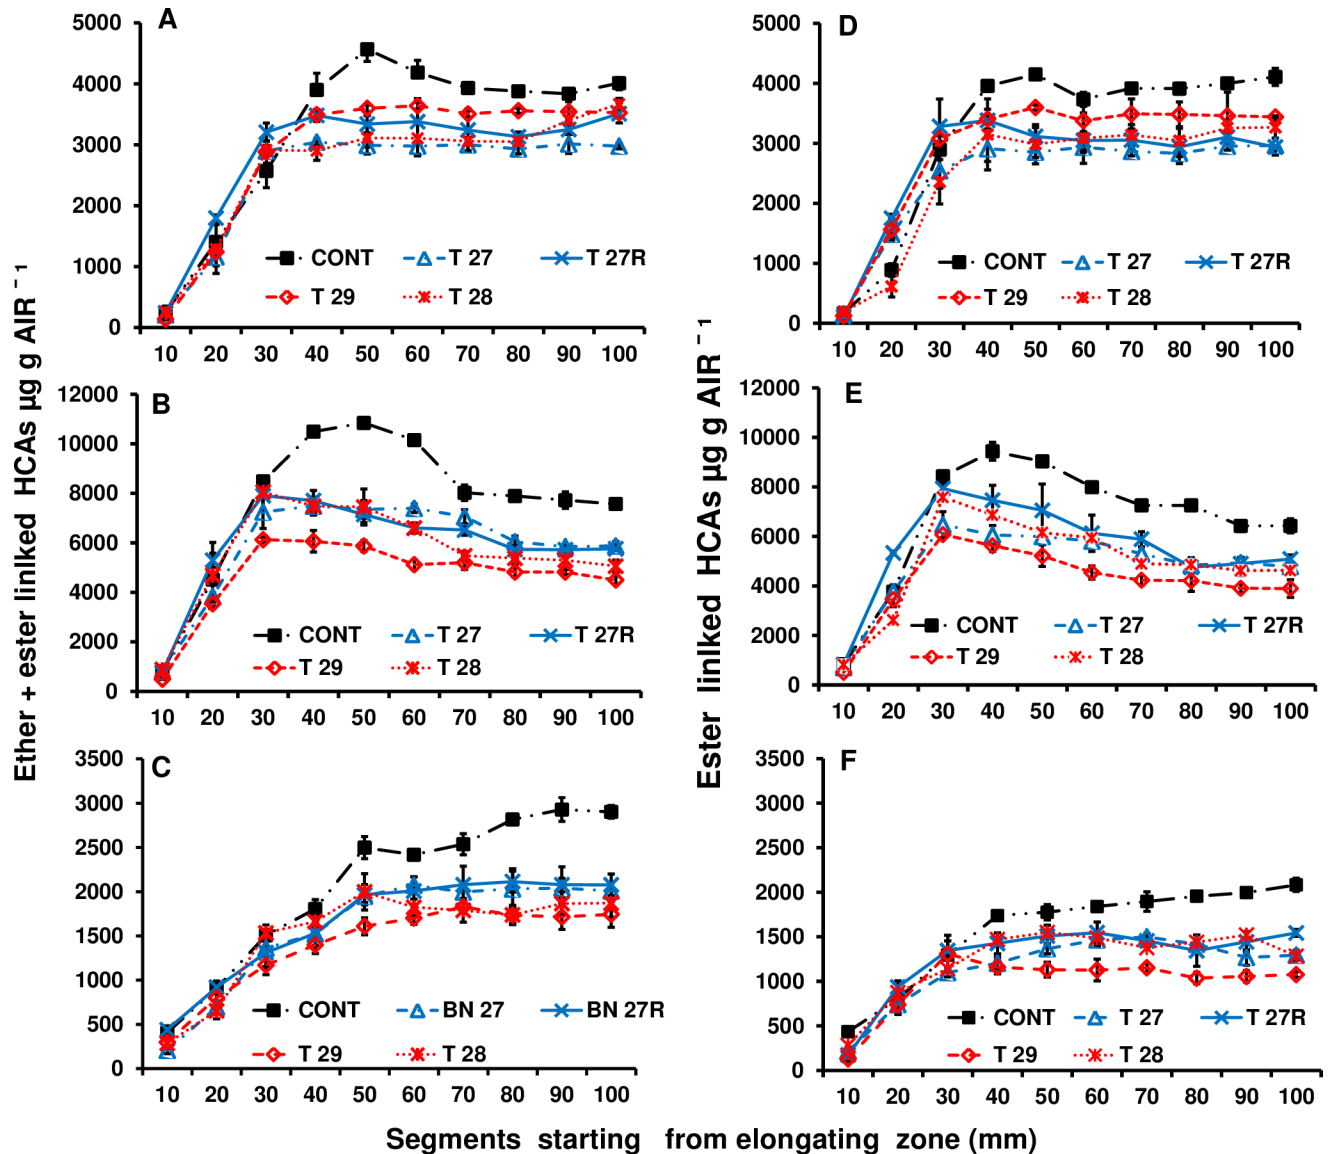 Ether + ester linked HCAs µg g AIR⁻¹
A
5000
4000
3000
2000
1000
0
CONT T 27 T 27R
T 29 T 28
10 20 30 40 50 60 70 80 90 100
B
12000
10000
8000
6000
4000
2000
0
CONT T 27 T 27R
T 29 T 28
10 20 30 40 50 60 70 80 90 100
C
3500
3000
2500
2000
1500
1000
500
0
CONT BN 27 BN 27R
T 29 T 28
10 20 30 40 50 60 70 80 90 100
Ester linlked HCAs µg g AIR⁻¹
D
5000
4000
3000
2000
1000
0
CONT T 27 T 27R
T 29 T 28
10 20 30 40 50 60 70 80 90 100
E
12000
10000
8000
6000
4000
2000
0
CONT T 27 T 27R
T 29 T 28
10 20 30 40 50 60 70 80 90 100
F
3500
3000
2500
2000
1500
1000
500
0
CONT T 27 T 27R
T 29 T 28
10 20 30 40 50 60 70 80 90 100
Segments starting from elongating zone (mm)